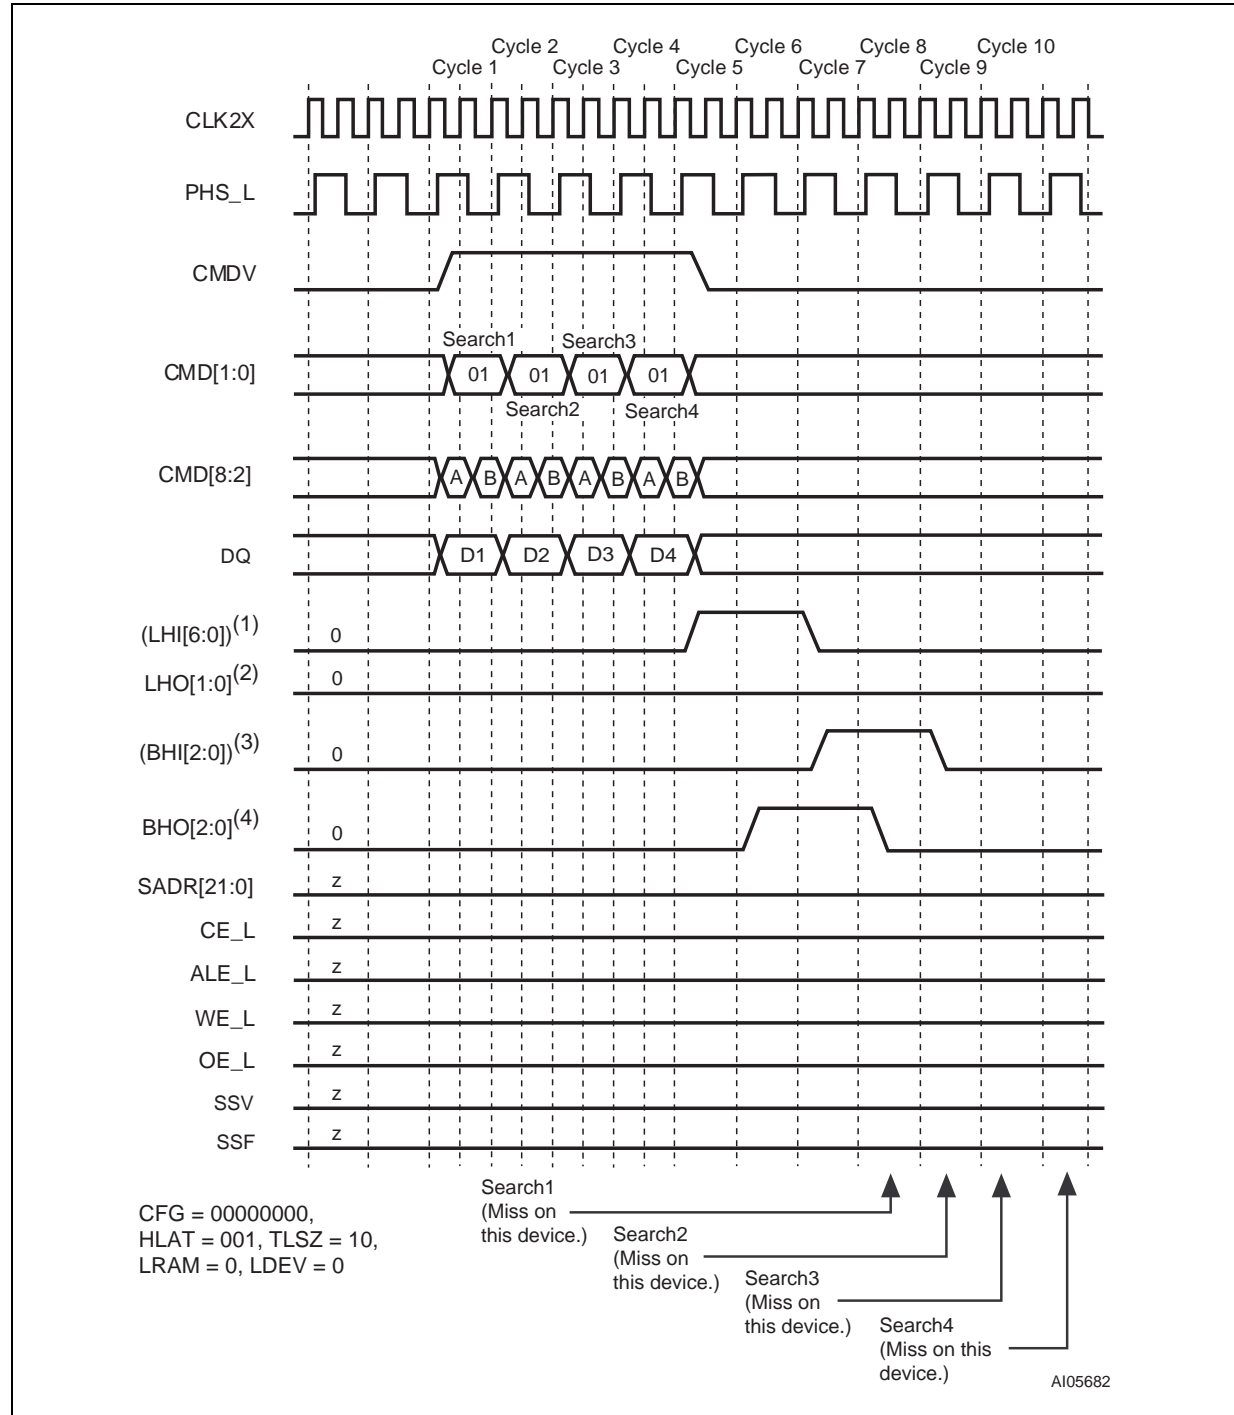 Cycle 2 Cycle 4 Cycle 6 Cycle 8 Cycle 10
Cycle 1 Cycle 3 Cycle 5 Cycle 7 Cycle 9
CLK2X
PHS_L
CMDV
Search1 Search3
CMD[1:0] 01 01 01 01
Search2 Search4
CMD[8:2] A B A B A B A B
DQ D1 D2 D3 D4
(LHI[6:0])(1) 0
LHO[1:0](2) 0
(BHI[2:0])(3) 0
BHO[2:0](4) 0
SADR[21:0] z
CE_L z
ALE_L z
WE_L z
OE_L z
SSV z
SSF z
CFG = 00000000,
HLAT = 001, TLSZ = 10,
LRAM = 0, LDEV = 0
Search1
(Miss on
this device.)
Search2
(Miss on
this device.)
Search3
(Miss on
this device.)
Search4
(Miss on this
device.)
AI05682